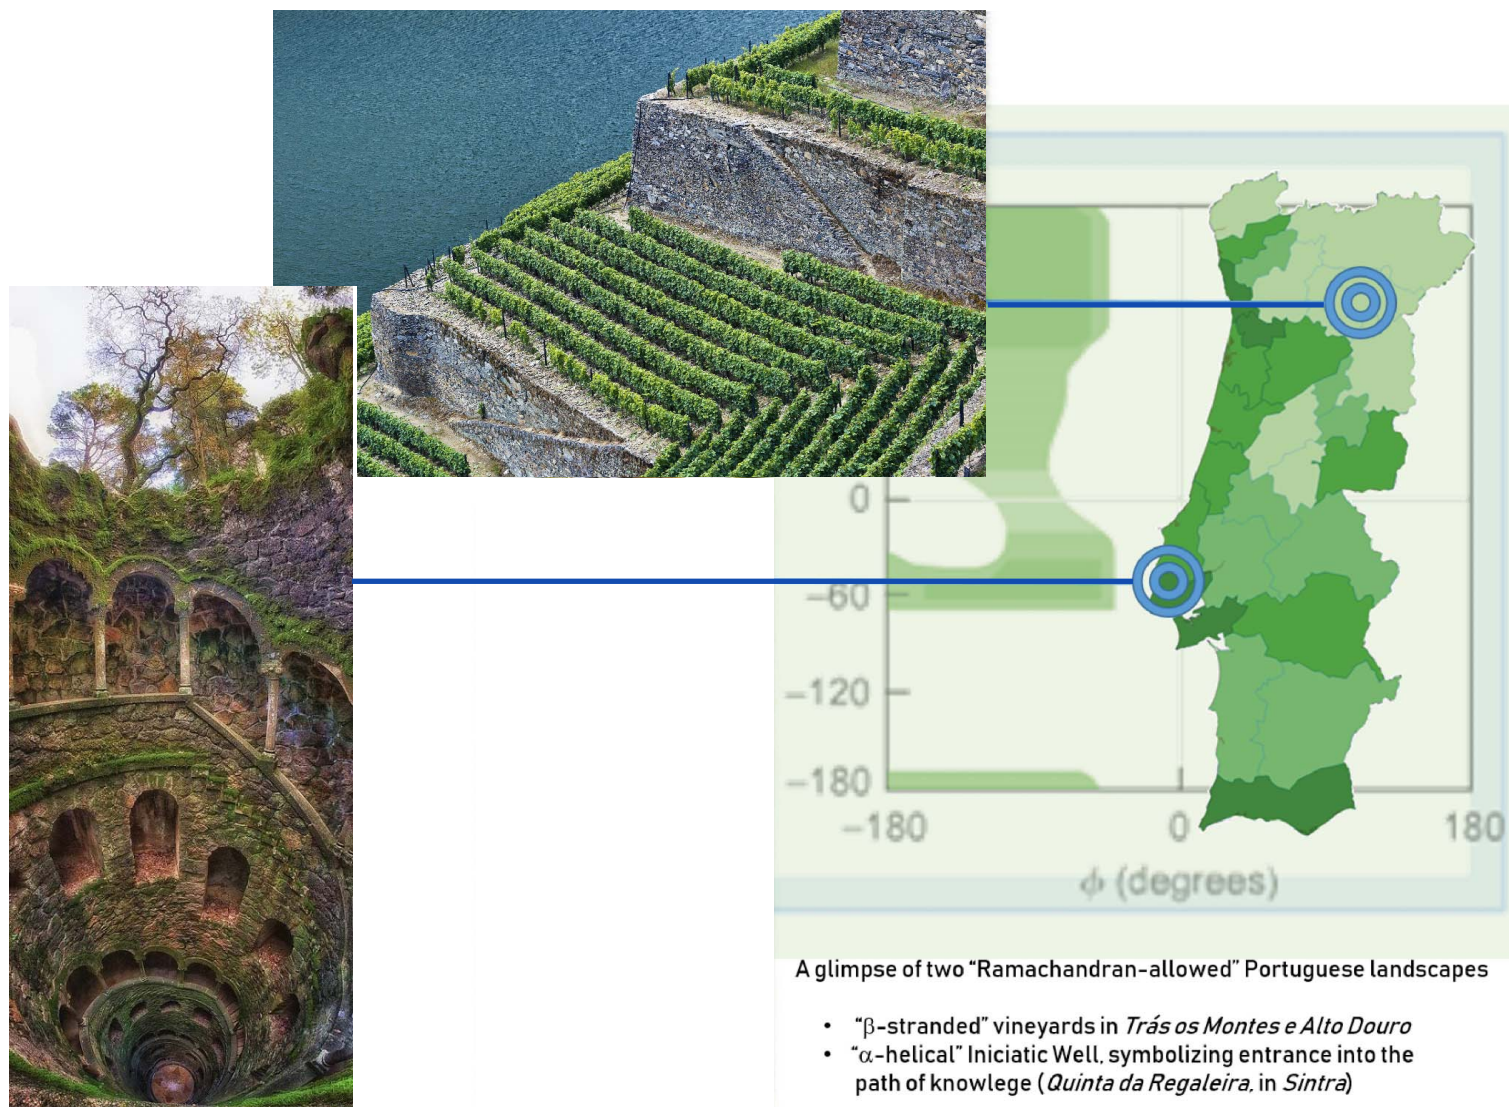 0
−60
−120
−180
−180 0 180
ϕ (degrees)
A glimpse of two “Ramachandran-allowed” Portuguese landscapes
• “β-stranded” vineyards in Trás os Montes e Alto Douro
• “α-helical” Iniciatic Well, symbolizing entrance into the
path of knowlege (Quinta da Regaleira, in Sintra)